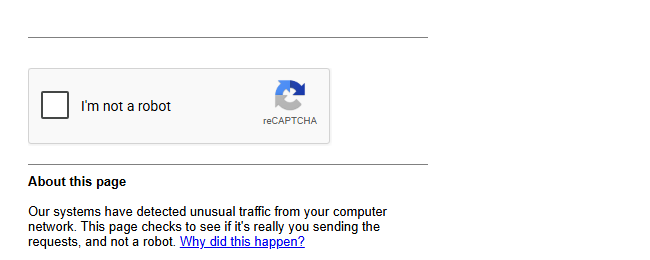 I'm not a robot
reCAPTCHA
About this page
Our systems have detected unusual traffic from your computer
network. This page checks to see if it's really you sending the
requests, and not a robot. Why did this happen?